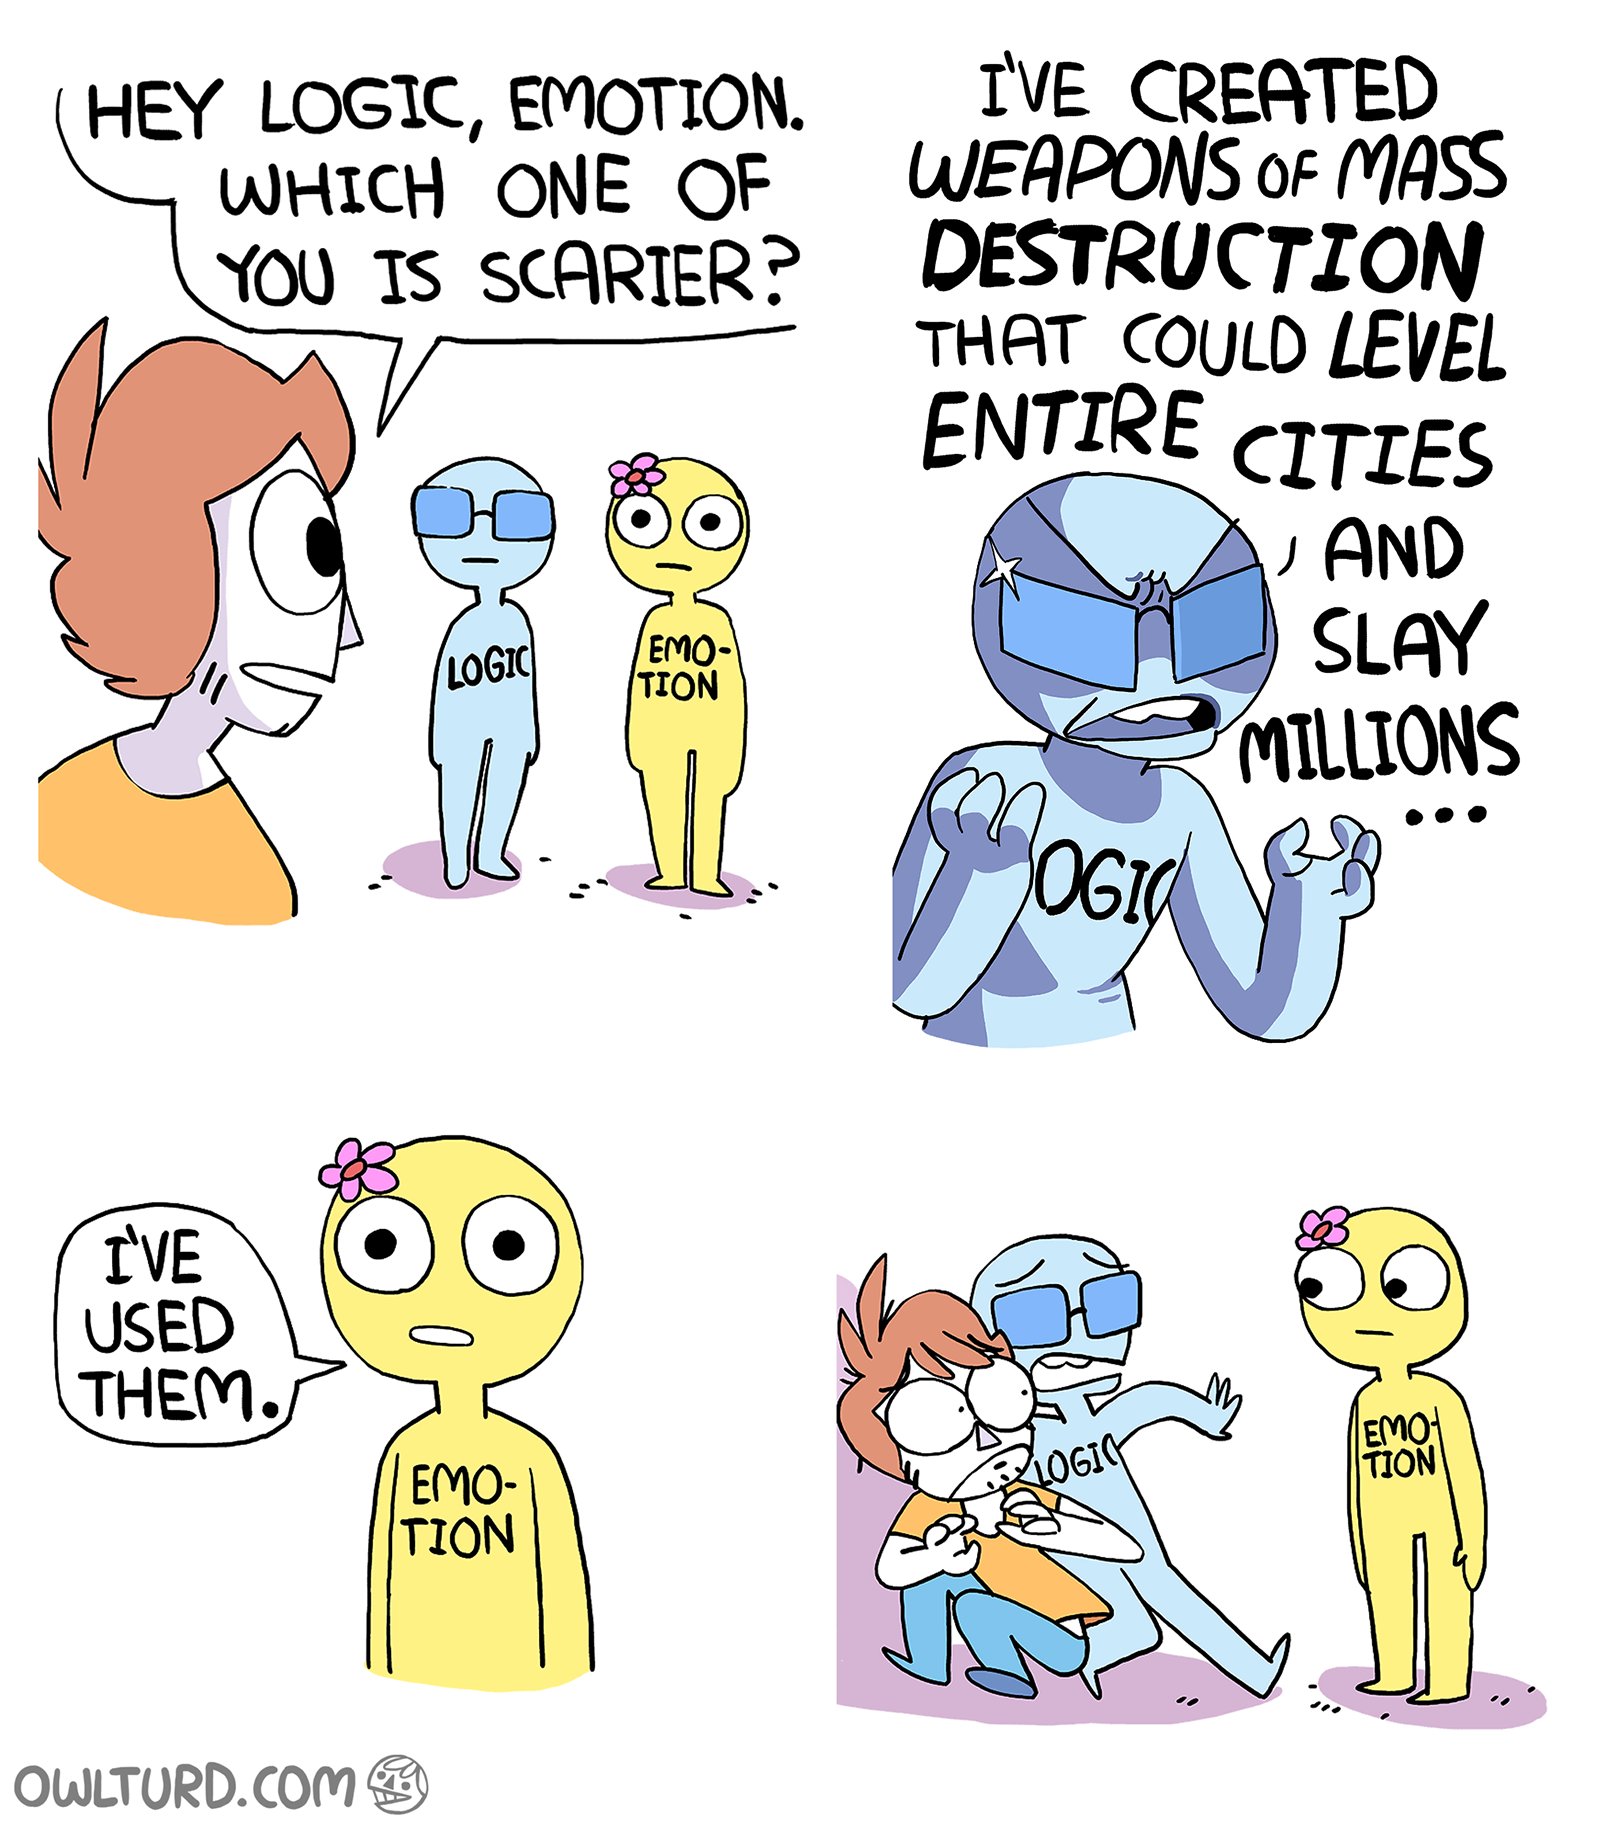 HEY LOGIC, EMOTION.
WHICH ONE OF
YOU IS SCARIER?
LOGIC
EMO-
TION
I'VE CREATED
WEAPONS OF MASS
DESTRUCTION
THAT COULD LEVEL
ENTIRE CITIES
, AND
SLAY
MILLIONS
...
OGIC
I'VE
USED
THEM.
EMO-
TION
LOGIC
EMO-
TION
OWLTURD.COM